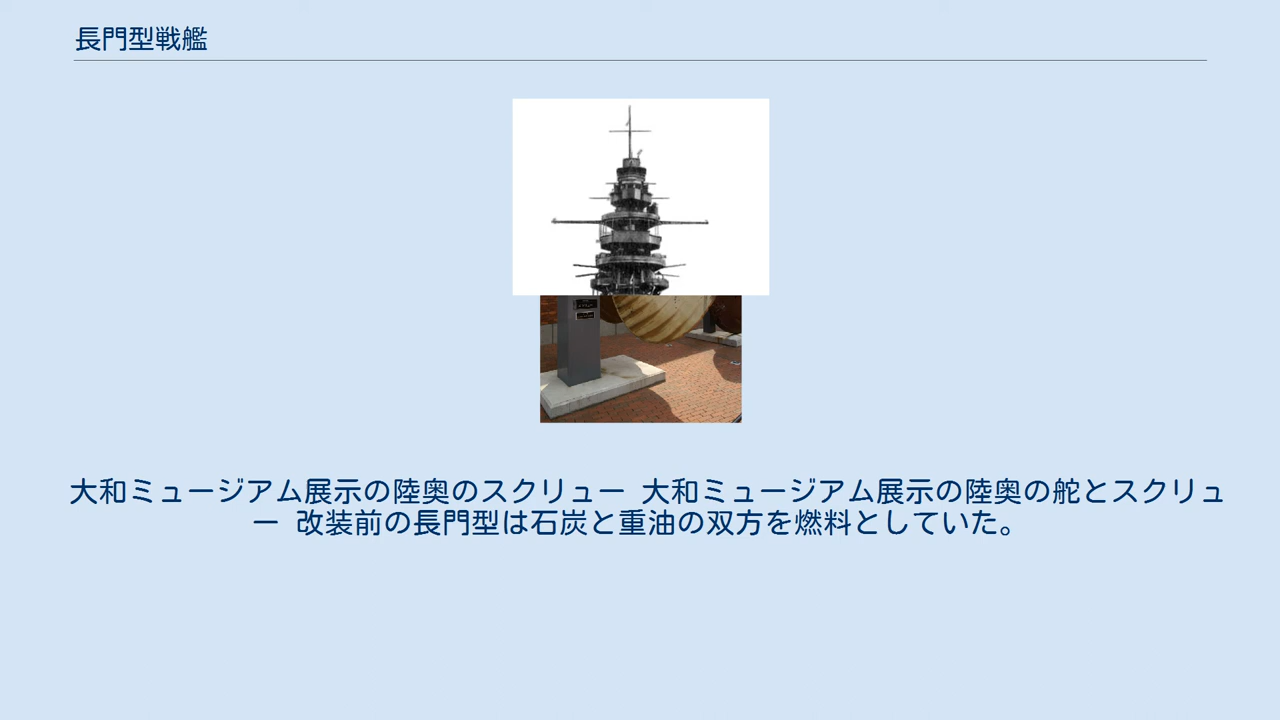 長門型戦艦
大和ミュージアム展示の陸奥のスクリュー 大和ミュージアム展示の陸奥の舵とスクリュ
ー 改装前の長門型は石炭と重油の双方を燃料としていた。